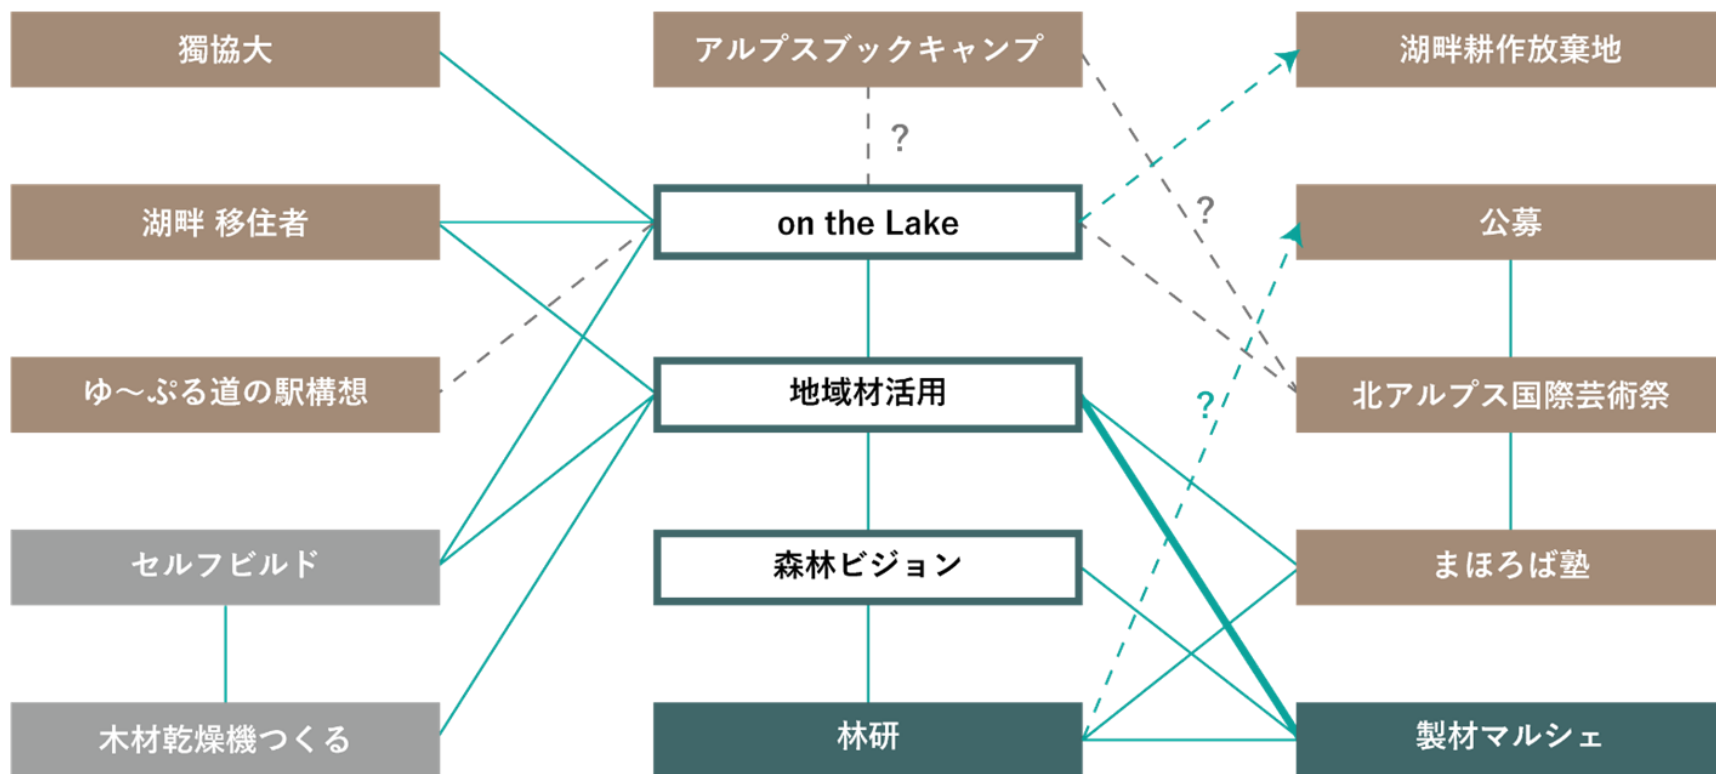 獨協大
アルプスブックキャンプ
湖畔耕作放棄地
?
湖畔 移住者
on the Lake
?
公募
ゆ～ぷる道の駅構想
地域材活用
?
北アルプス国際芸術祭
セルフビルド
森林ビジョン
まほろば塾
木材乾燥機つくる
林研
製材マルシェ